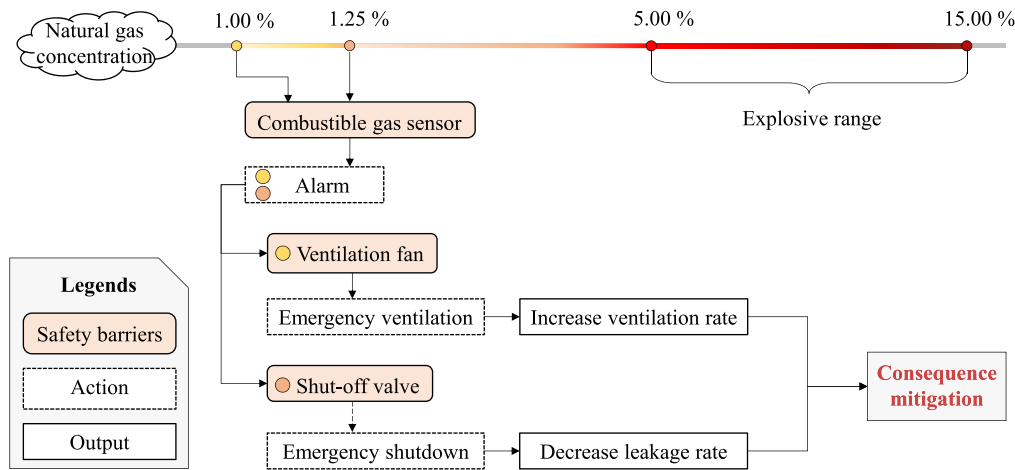 Natural gas
concentration
1.00 %
1.25 %
5.00 %
15.00 %
Explosive range
Combustible gas sensor
Alarm
Ventilation fan
Emergency ventilation
Increase ventilation rate
Shut-off valve
Emergency shutdown
Decrease leakage rate
Consequence
mitigation
Legends
Safety barriers
Action
Output